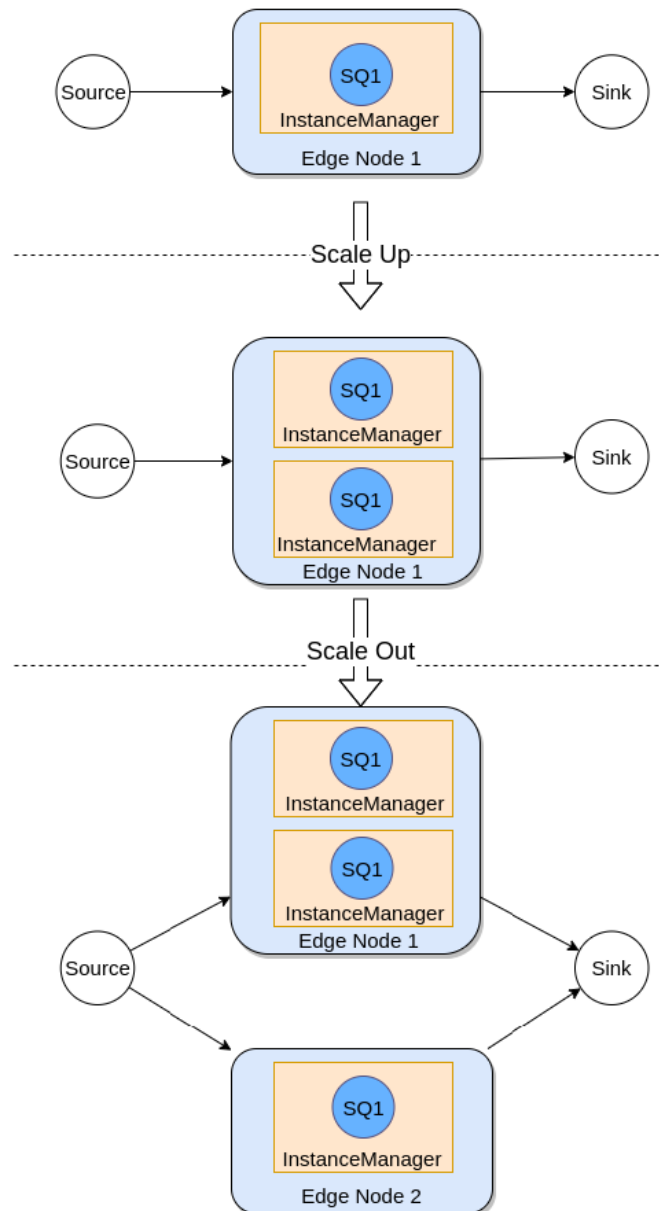 SQ1
Source
Sink
InstanceManager
Edge Node 1
Scale Up
SQ1
InstanceManager
Source
Sink
SQ1
InstanceManager
Edge Node 1
Scale Out
SQ1
InstanceManager
SQ1
InstanceManager
Edge Node 1
Source
Sink
SQ1
InstanceManager
Edge Node 2